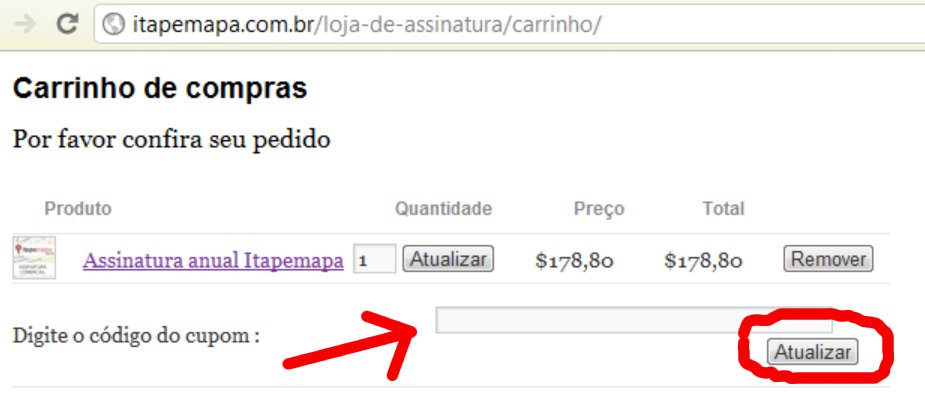 itapemapa.com.br/loja-de-assinatura/carrinho/
Carrinho de compras
Por favor confira seu pedido
Produto Quantidade Preço Total
Assinatura anual Itapemapa 1 Atualizar $178,80 $178,80 Remover
Digite o código do cupom :
Atualizar